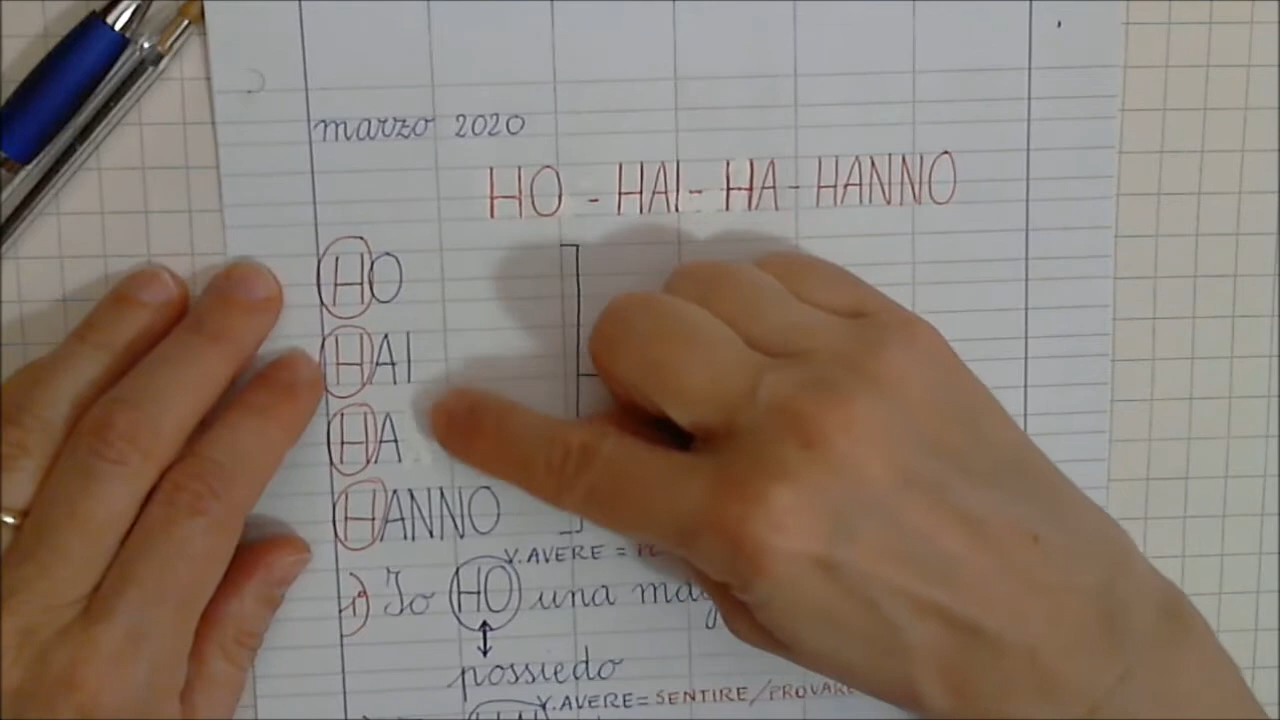 marzo 2020
HO - HAI - HA - HANNO
HO
HAI
HA
HANNO
V. AVERE =
1) Io HO una
possiedo
V. AVERE = SENTIRE/PROVARE